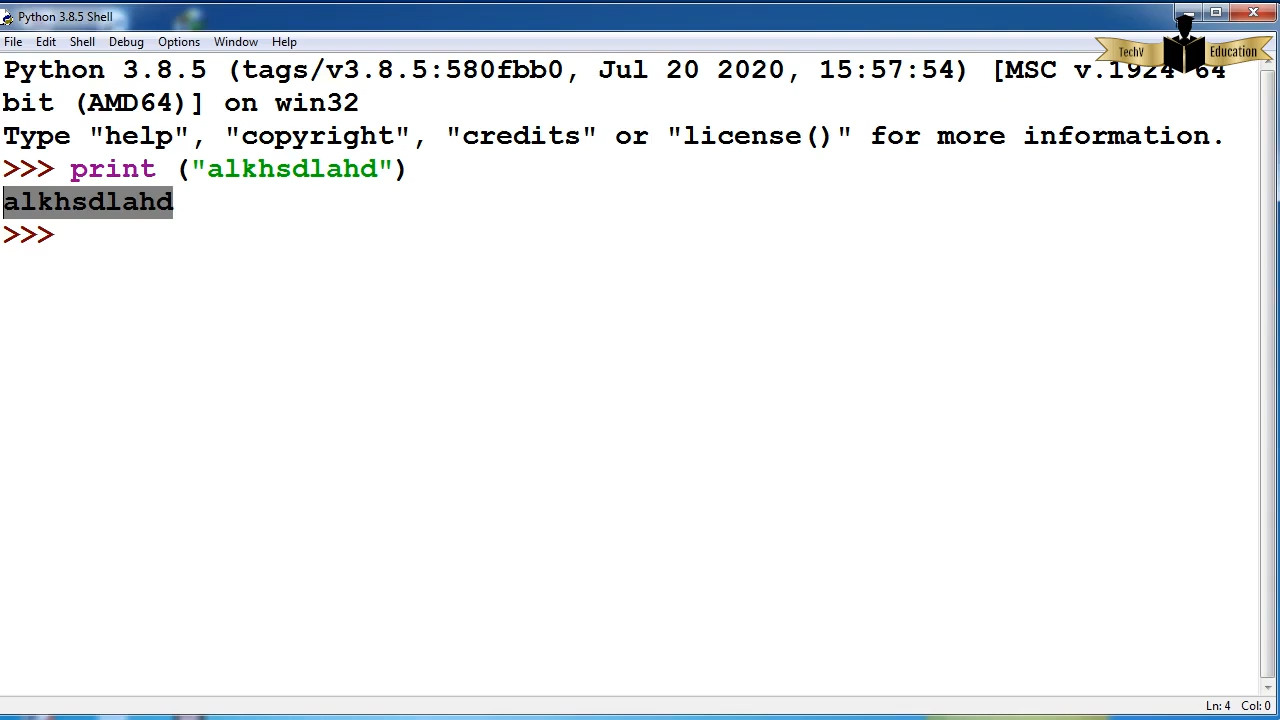 Python 3.8.5 Shell
File Edit Shell Debug Options Window Help
TechV Education
Python 3.8.5 (tags/v3.8.5:580fbb0, Jul 20 2020, 15:57:54) [MSC v.1924 64
bit (AMD64)] on win32
Type "help", "copyright", "credits" or "license()" for more information.
>>> print ("alkhsdlahd")
alkhsdlahd
>>>
Ln: 4 Col: 0